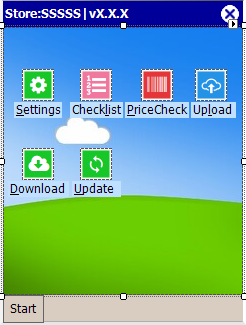 Store:SSSSS|vX.X.X
Settings Checklist PriceCheck Upload
Download Update
Start